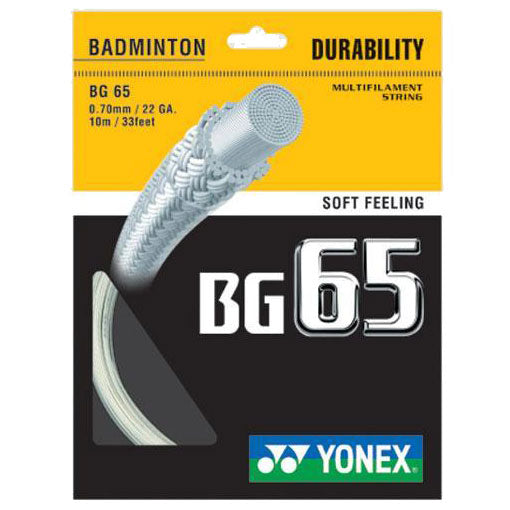 BADMINTON
DURABILITY
BG 65
0.70mm / 22 GA.
10m / 33feet
MULTIFILAMENT
STRING
SOFT FEELING
BG65
YONEX®